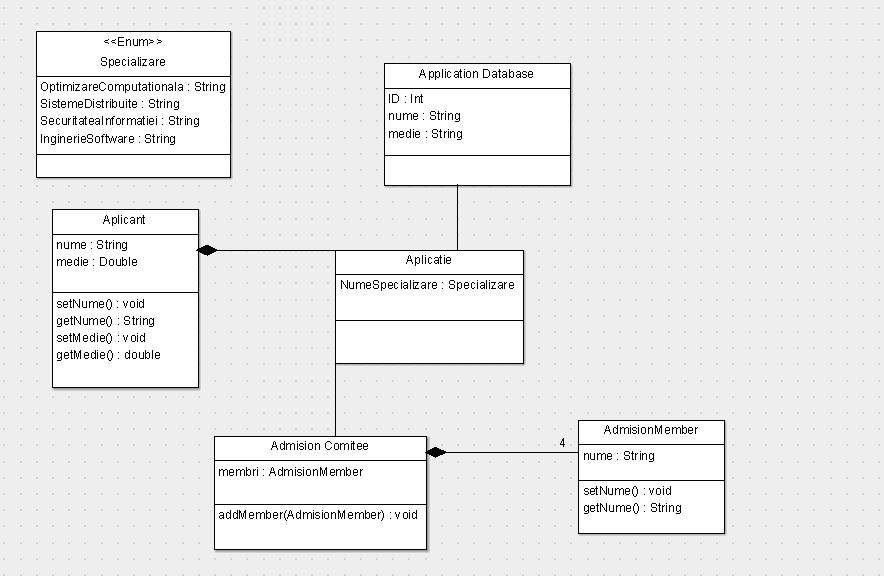 <<Enum>>
Specializare
OptimizareComputationala : String
SistemeDistribuite : String
SecuritateaInformatiei : String
InginerieSoftware : String
Application Database
ID : Int
nume : String
medie : String
Aplicant
nume : String
medie : Double
setNume() : void
getNume() : String
setMedie() : void
getMedie() : double
Aplicatie
NumeSpecializare : Specializare
Admision Comitee
membri : AdmisionMember
addMember(AdmisionMember) : void
4
AdmisionMember
nume : String
setNume() : void
getNume() : String